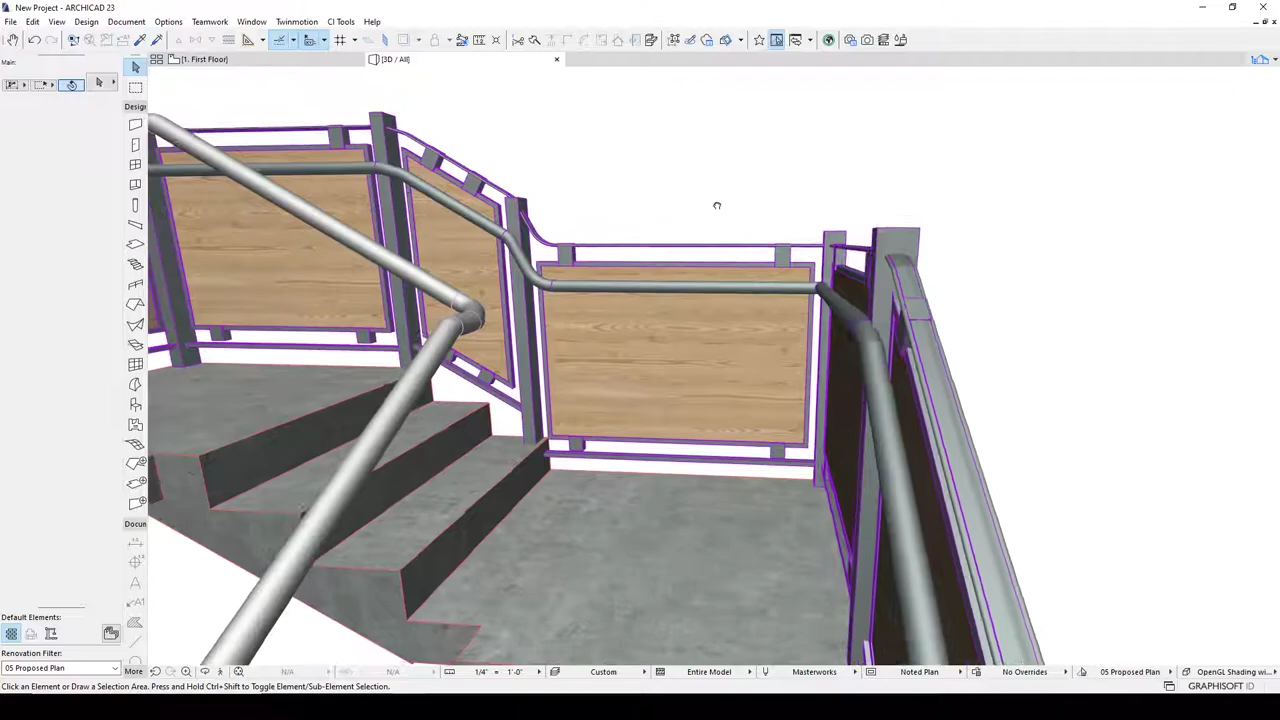 New Project - ARCHICAD 23
File Edit View Design Document Options Teamwork Window Twinmotion CI Tools Help
[1. First Floor] [3D / All]
Main:
Design
Docum
Default Elements:
Renovation Filter:
05 Proposed Plan
More
N/A N/A 1/4" = 1'-0" Custom Entire Model Masterworks Noted Plan No Overrides 05 Proposed Plan OpenGL Shading wi...
Click an Element or Draw a Selection Area. Press and Hold Ctrl+Shift to Toggle Element/Sub-Element Selection.
GRAPHISOFT ID